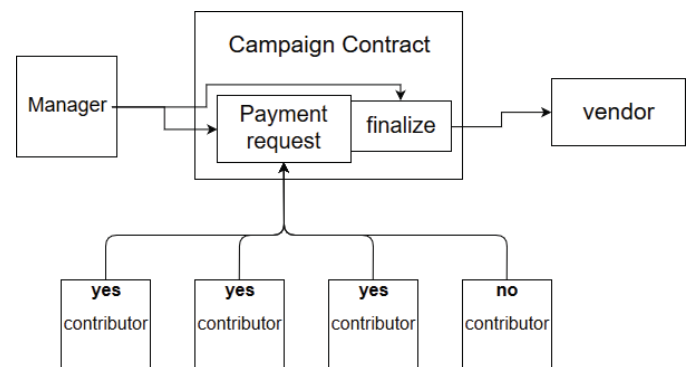 Campaign Contract
Manager
Payment
request
finalize
vendor
yes
yes
yes
no
contributor
contributor
contributor
contributor